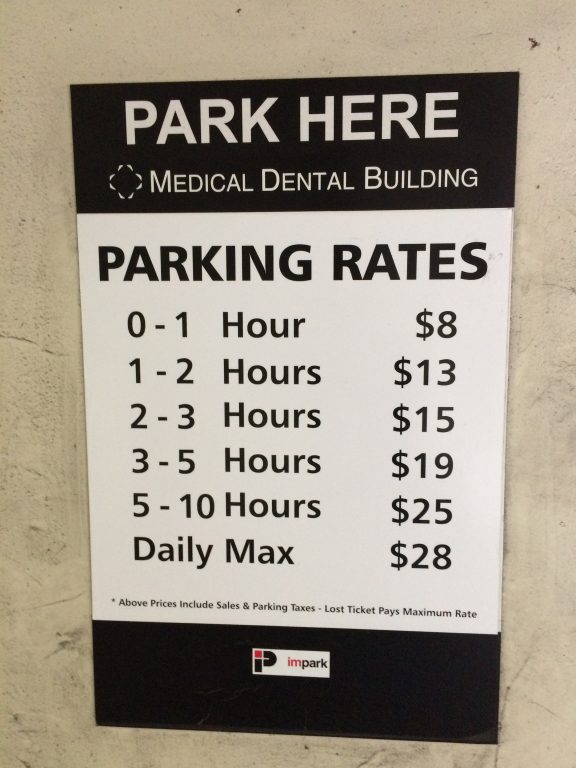 PARK HERE
MEDICAL DENTAL BUILDING
PARKING RATES
0 - 1 Hour $8
1 - 2 Hours $13
2 - 3 Hours $15
3 - 5 Hours $19
5 - 10 Hours $25
Daily Max $28
* Above Prices Include Sales & Parking Taxes - Lost Ticket Pays Maximum Rate
impark